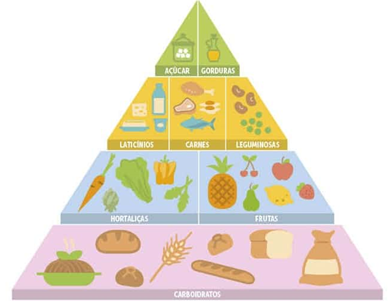 AÇÚCAR GORDURAS
LATICÍNIOS CARNES LEGUMINOSAS
HORTALIÇAS FRUTAS
CARBOIDRATOS